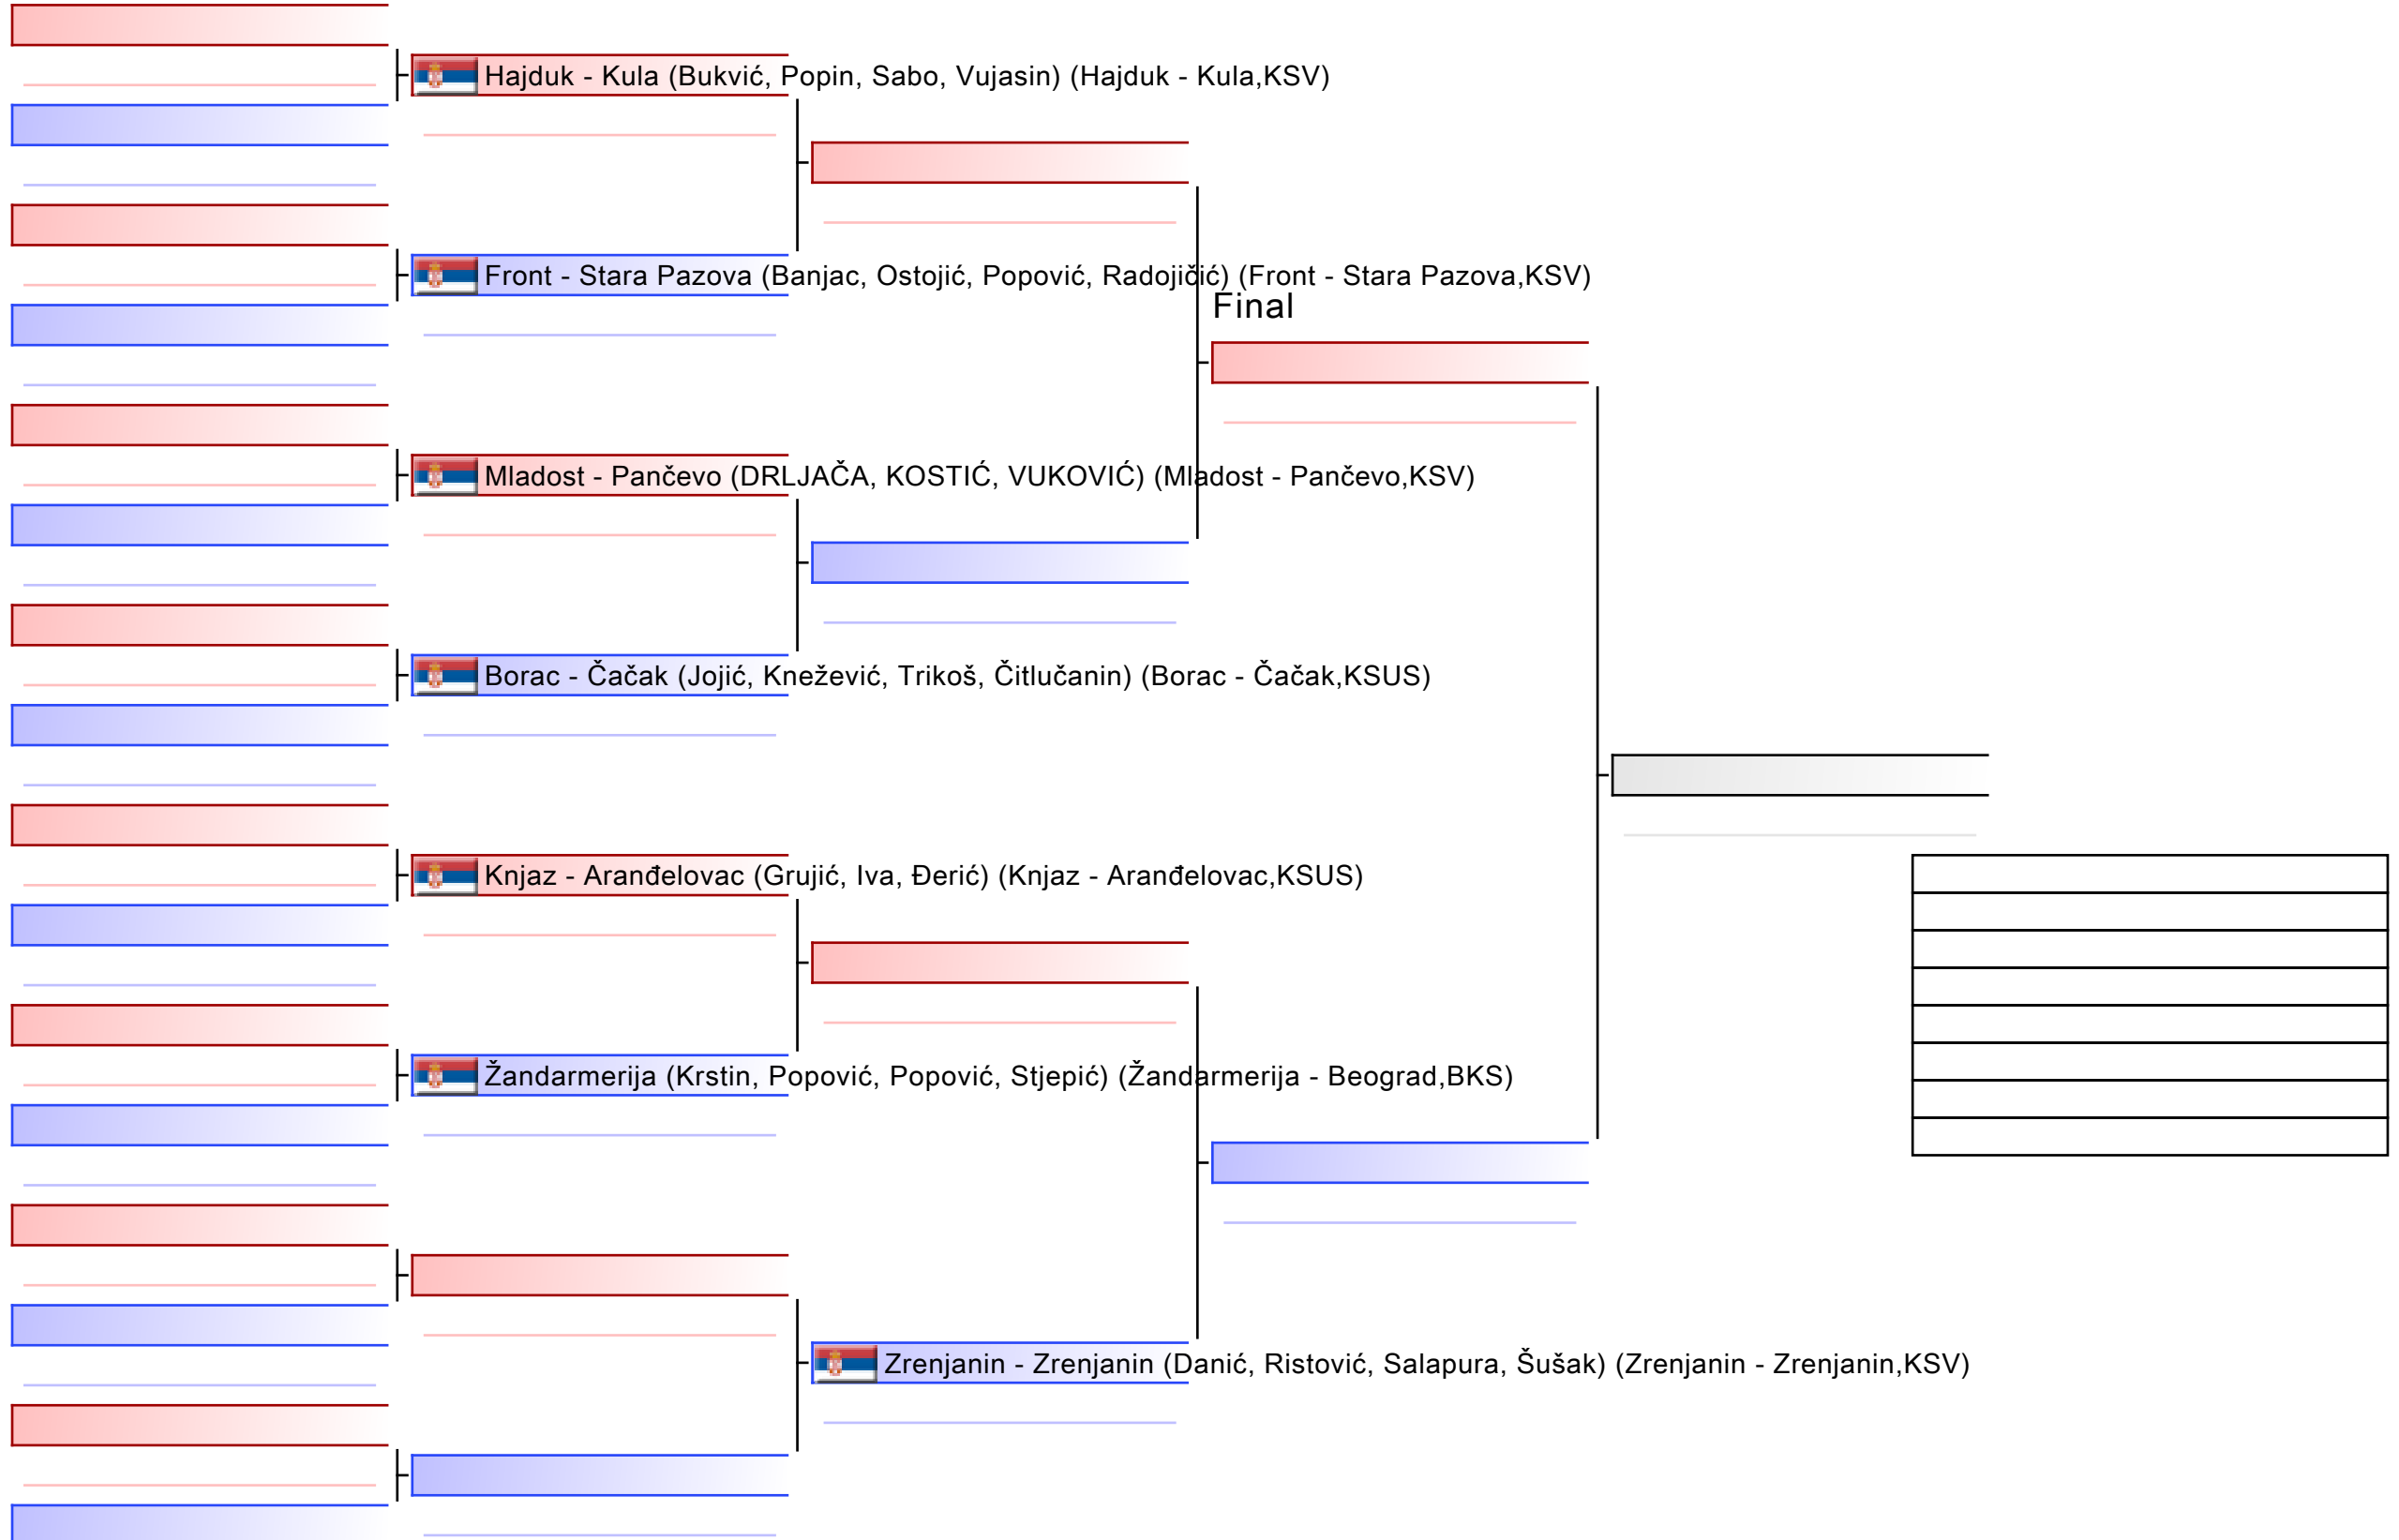 Hajduk - Kula (Bukvić, Popin, Sabo, Vujasin) (Hajduk - Kula,KSV)
Front - Stara Pazova (Banjac, Ostojić, Popović, Radojičić) (Front - Stara Pazova,KSV)
Final
Mladost - Pančevo (DRLJAČA, KOSTIĆ, VUKOVIĆ) (Mladost - Pančevo,KSV)
Borac - Čačak (Jojić, Knežević, Trikoš, Čitlučanin) (Borac - Čačak,KSUS)
Knjaz - Aranđelovac (Grujić, Iva, Đerić) (Knjaz - Aranđelovac,KSUS)
Žandarmerija (Krstin, Popović, Popović, Stjepić) (Žandarmerija - Beograd,BKS)
Zrenjanin - Zrenjanin (Danić, Ristović, Salapura, Šušak) (Zrenjanin - Zrenjanin,KSV)